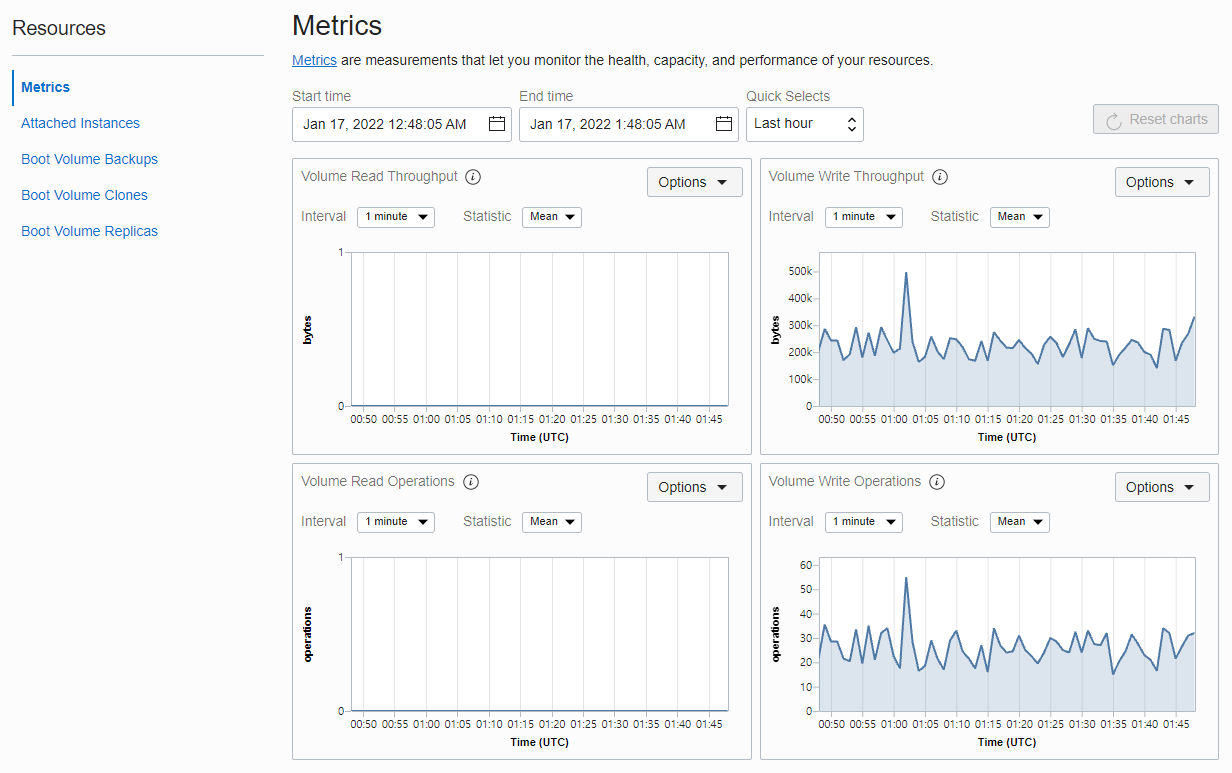 Resources
Metrics
Attached Instances
Boot Volume Backups
Boot Volume Clones
Boot Volume Replicas
Metrics
Metrics are measurements that let you monitor the health, capacity, and performance of your resources.
Start time End time Quick Selects
Jan 17, 2022 12:48:05 AM Jan 17, 2022 1:48:05 AM Last hour Reset charts
Volume Read Throughput i Options
Interval 1 minute Statistic Mean
1
bytes
0
00:50 00:55 01:00 01:05 01:10 01:15 01:20 01:25 01:30 01:35 01:40 01:45
Time (UTC)
Volume Write Throughput i Options
Interval 1 minute Statistic Mean
500k
400k
300k
bytes
200k
100k
0
00:50 00:55 01:00 01:05 01:10 01:15 01:20 01:25 01:30 01:35 01:40 01:45
Time (UTC)
Volume Read Operations i Options
Interval 1 minute Statistic Mean
1
operations
0
00:50 00:55 01:00 01:05 01:10 01:15 01:20 01:25 01:30 01:35 01:40 01:45
Time (UTC)
Volume Write Operations i Options
Interval 1 minute Statistic Mean
60
50
40
30
operations
20
10
0
00:50 00:55 01:00 01:05 01:10 01:15 01:20 01:25 01:30 01:35 01:40 01:45
Time (UTC)